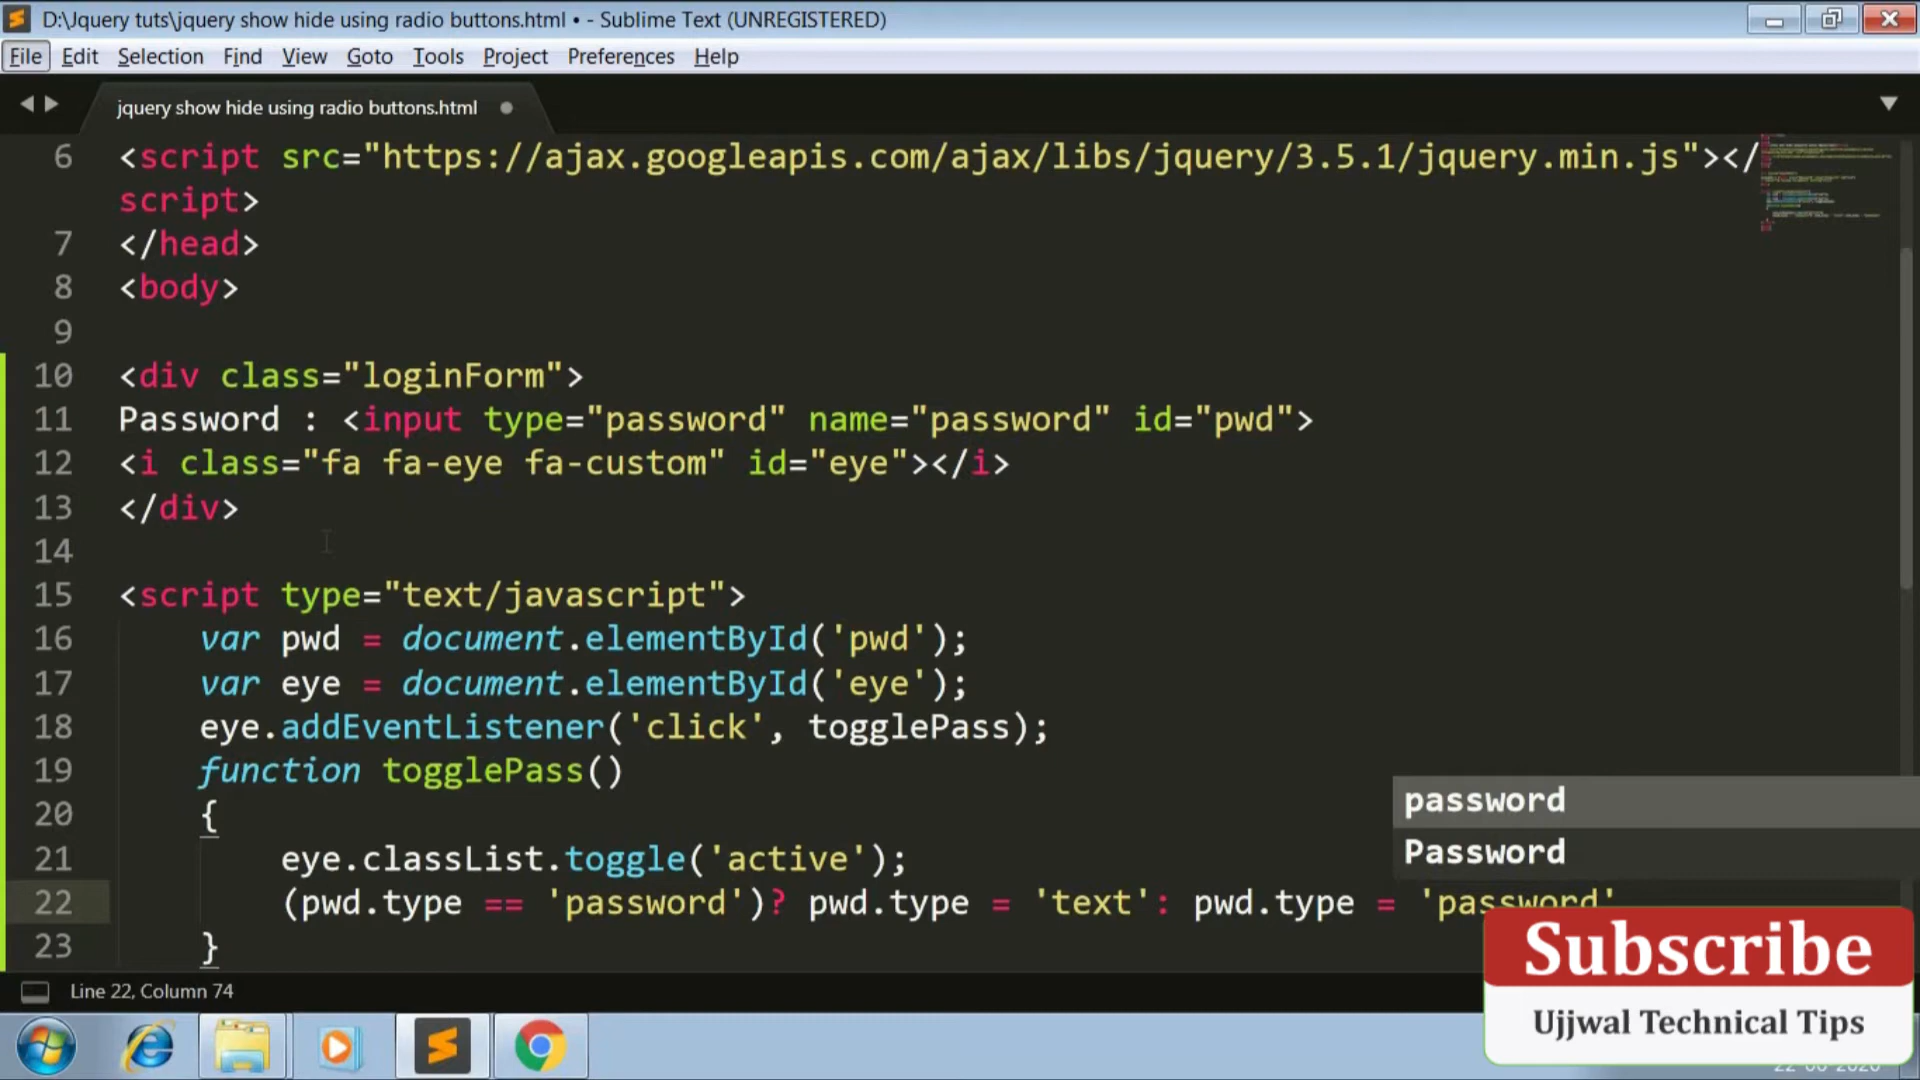 D:\Jquery tuts\jquery show hide using radio buttons.html • - Sublime Text (UNREGISTERED)
File Edit Selection Find View Goto Tools Project Preferences Help
jquery show hide using radio buttons.html
6 <script src="https://ajax.googleapis.com/ajax/libs/jquery/3.5.1/jquery.min.js"></
script>
7 </head>
8 <body>
9
10 <div class="loginForm">
11 Password : <input type="password" name="password" id="pwd">
12 <i class="fa fa-eye fa-custom" id="eye"></i>
13 </div>
14
15 <script type="text/javascript">
16 var pwd = document.elementById('pwd');
17 var eye = document.elementById('eye');
18 eye.addEventListener('click', togglePass);
19 function togglePass()
20 {
21 eye.classList.toggle('active');
22 (pwd.type == 'password')? pwd.type = 'text': pwd.type = 'password'
23 }
password
Password
Line 22, Column 74
Subscribe
Ujjwal Technical Tips